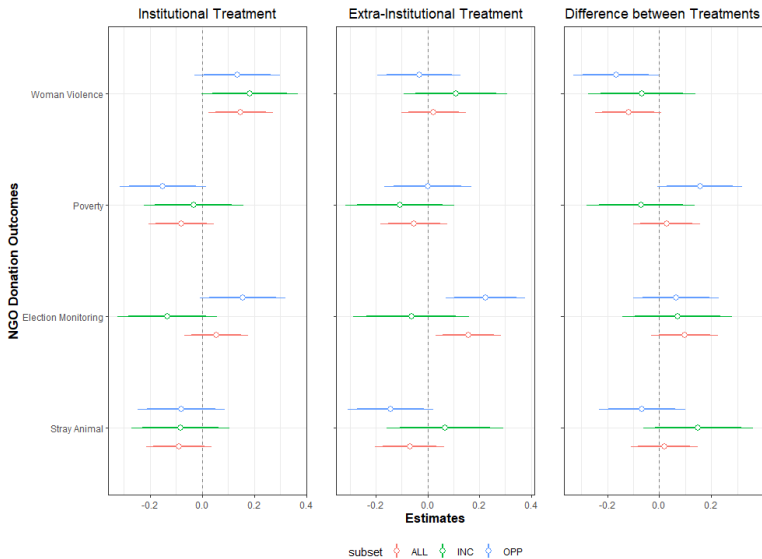 Institutional Treatment
Extra-Institutional Treatment
Difference between Treatments
NGO Donation Outcomes
Woman Violence
Poverty
Election Monitoring
Stray Animal
-0.2 0.0 0.2 0.4
-0.2 0.0 0.2 0.4
-0.2 0.0 0.2
Estimates
subset ALL INC OPP